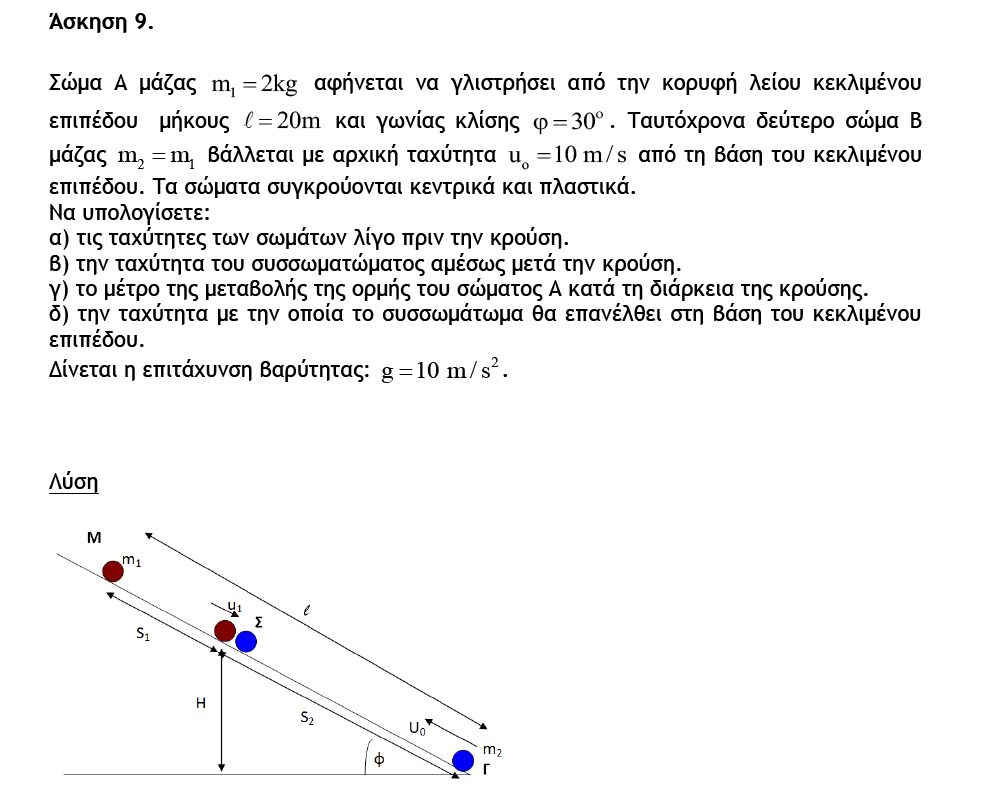 Άσκηση 9.
Σώμα Α μάζας m₁ = 2kg αφήνεται να γλιστρήσει από την κορυφή λείου κεκλιμένου
επιπέδου μήκους ℓ = 20m και γωνίας κλίσης φ = 30° . Ταυτόχρονα δεύτερο σώμα Β
μάζας m₂ = m₁ βάλλεται με αρχική ταχύτητα uₒ = 10 m / s από τη βάση του κεκλιμένου
επιπέδου. Τα σώματα συγκρούονται κεντρικά και πλαστικά.
Να υπολογίσετε:
α) τις ταχύτητες των σωμάτων λίγο πριν την κρούση.
β) την ταχύτητα του συσσωματώματος αμέσως μετά την κρούση.
γ) το μέτρο της μεταβολής της ορμής του σώματος Α κατά τη διάρκεια της κρούσης.
δ) την ταχύτητα με την οποία το συσσωμάτωμα θα επανέλθει στη βάση του κεκλιμένου
επιπέδου.
Δίνεται η επιτάχυνση βαρύτητας: g = 10 m / s² .
Λύση
M
m₁
u₁
ℓ
Σ
S₁
H
S₂
U₀
m₂
φ
Γ